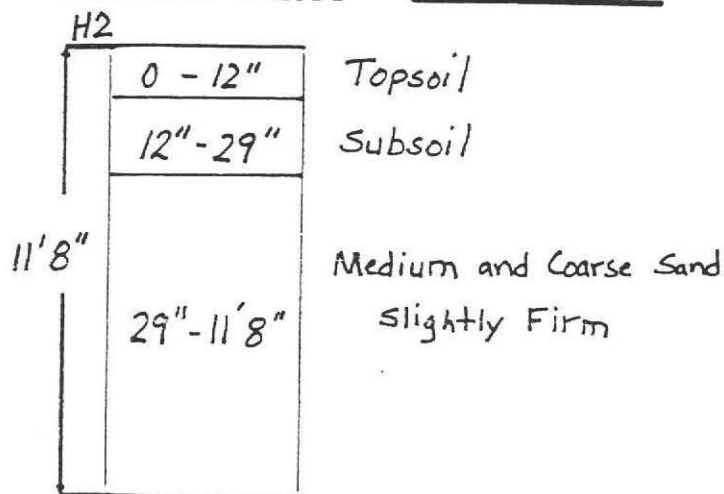 H2
0 - 12" Topsoil
12" - 29" Subsoil
11'8"
Medium and Coarse Sand
29" - 11'8" Slightly Firm